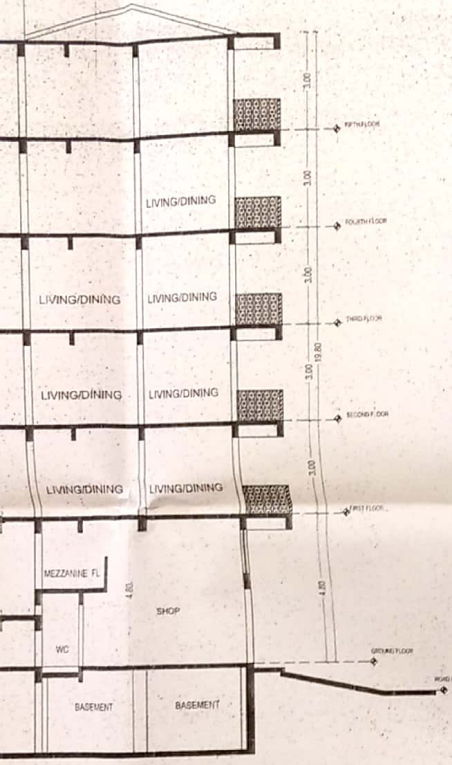 3.00
FIFTH FLOOR
3.00
LIVING/DINING
FOURTH FLOOR
3.00
LIVING/DINING LIVING/DINING
THIRD FLOOR
19.80
3.00
LIVING/DINING LIVING/DINING
SECOND FLOOR
3.00
LIVING/DINING LIVING/DINING
FIRST FLOOR
MEZZANINE FL
4.80
4.80
SHOP
WC
GROUND FLOOR
ROAD
BASEMENT BASEMENT